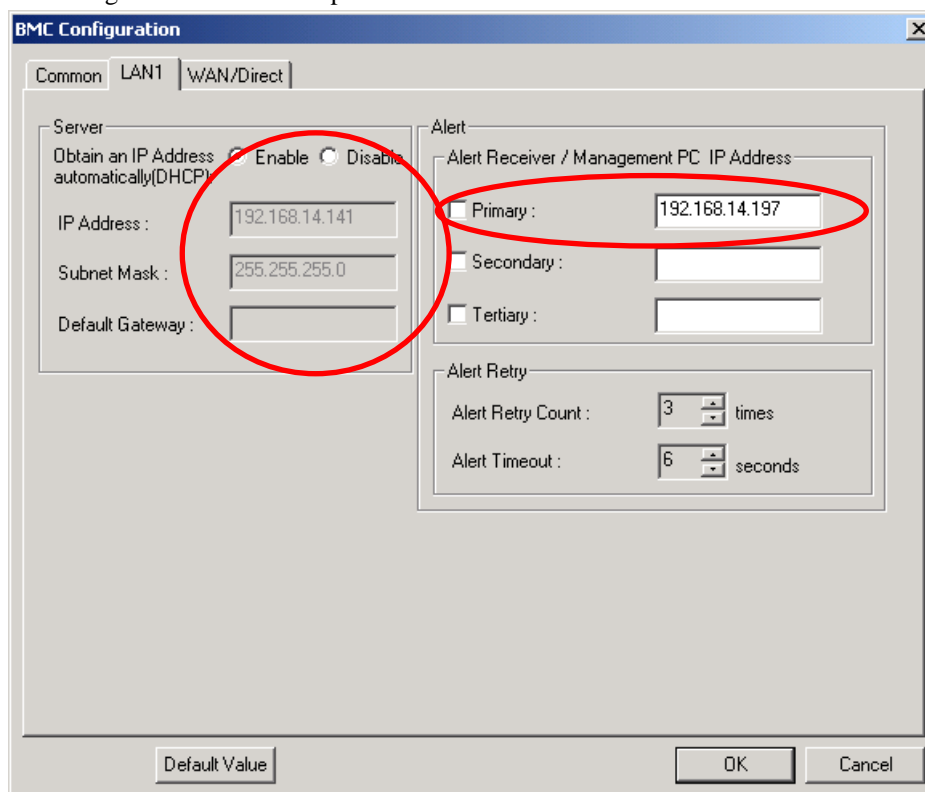 BMC Configuration
Common LAN1 WAN/Direct
Server
Obtain an IP Address automatically(DHCP): Enable Disable
IP Address : 192.168.14.141
Subnet Mask : 255.255.255.0
Default Gateway :
Alert
Alert Receiver / Management PC IP Address
Primary : 192.168.14.197
Secondary :
Tertiary :
Alert Retry
Alert Retry Count : 3 times
Alert Timeout : 6 seconds
Default Value OK Cancel